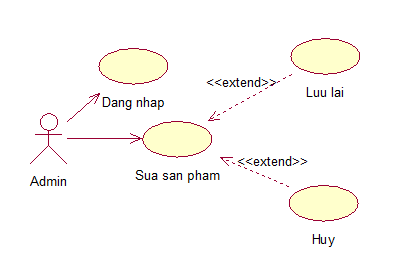 <<extend>>
Luu lai
Dang nhap
Admin
Sua san pham
<<extend>>
Huy